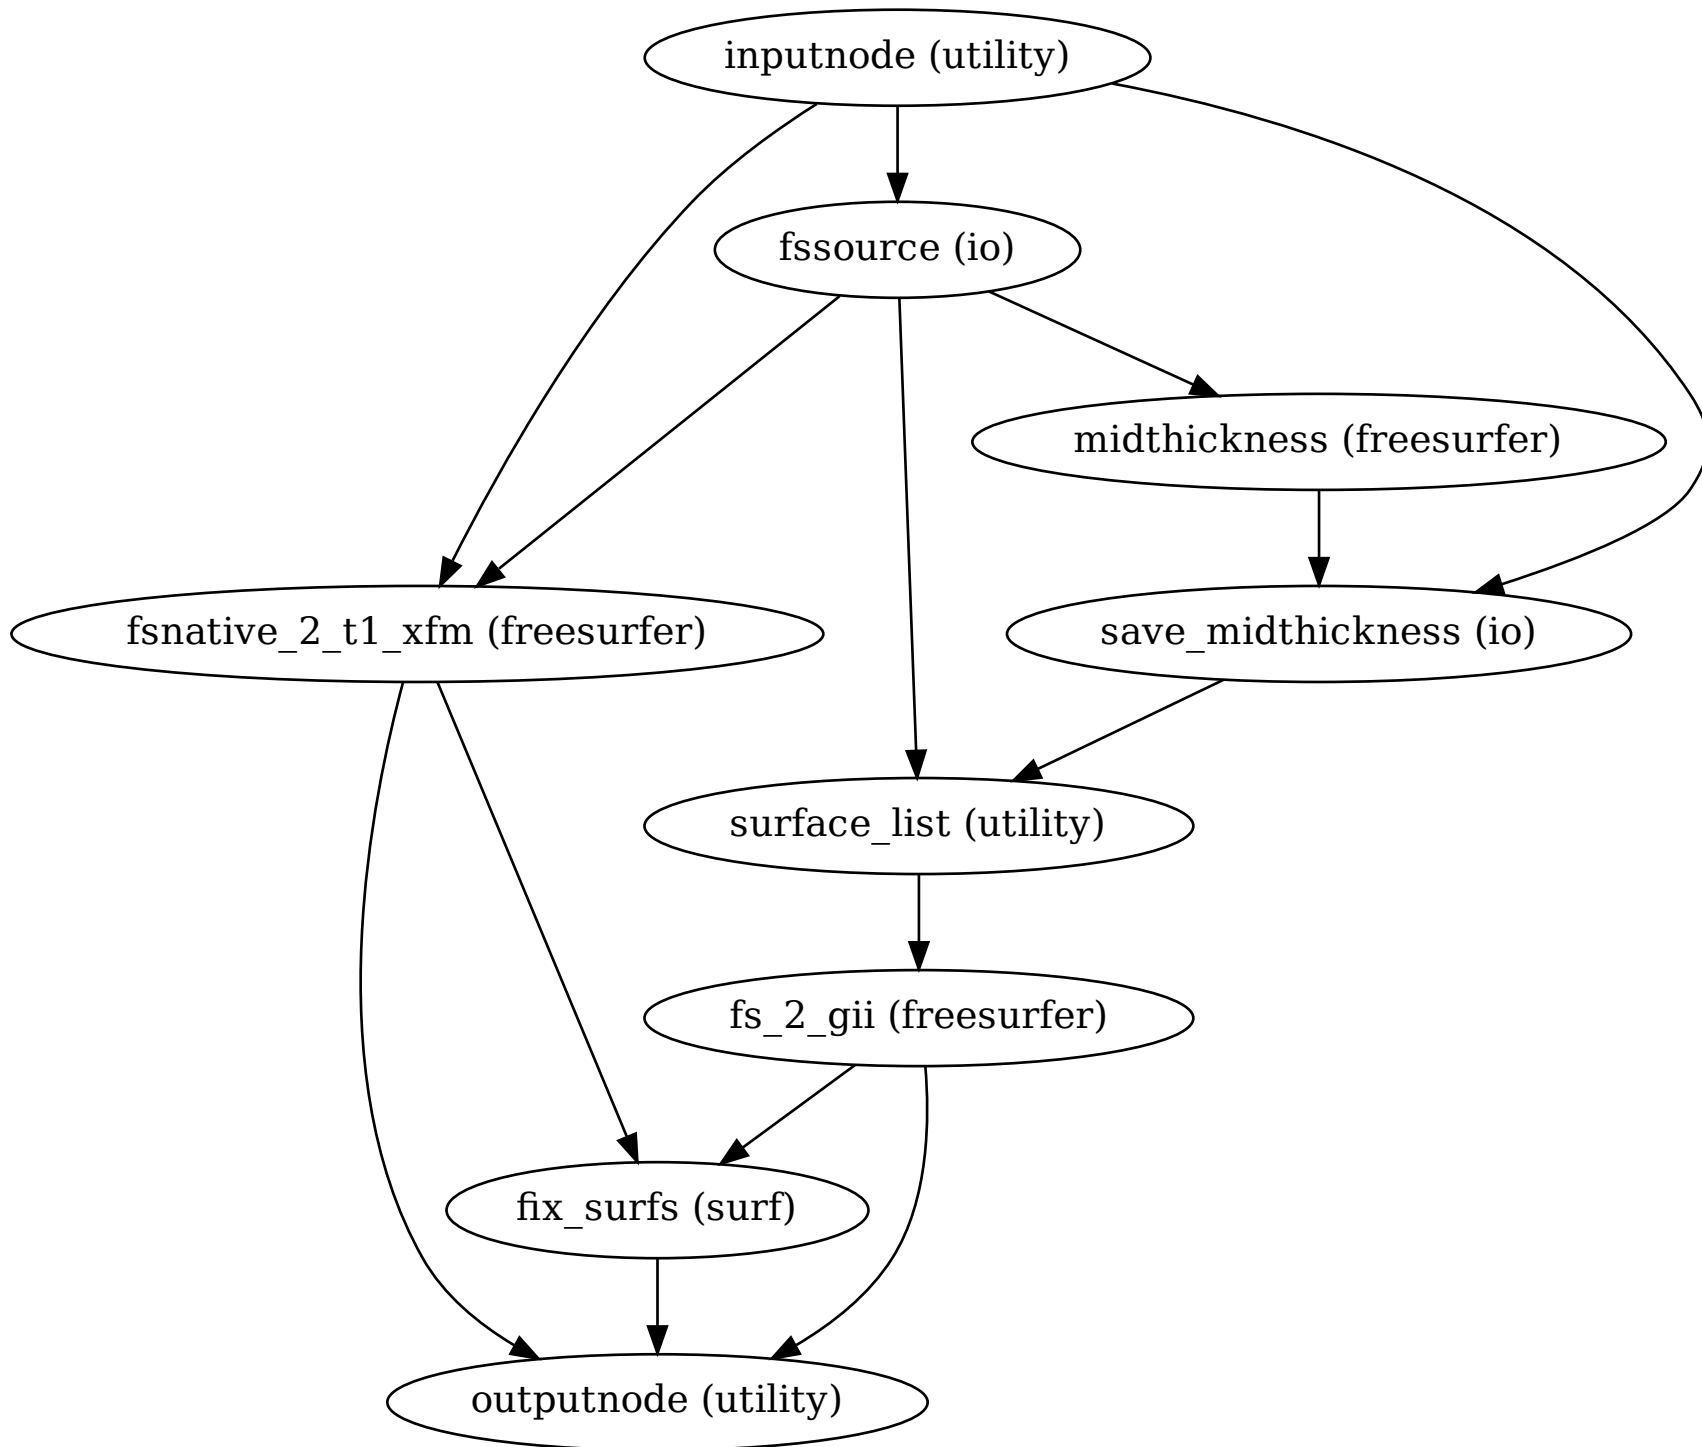 inputnode (utility)
fssource (io)
midthickness (freesurfer)
fsnative_2_t1_xfm (freesurfer)
save_midthickness (io)
surface_list (utility)
fs_2_gii (freesurfer)
fix_surfs (surf)
outputnode (utility)